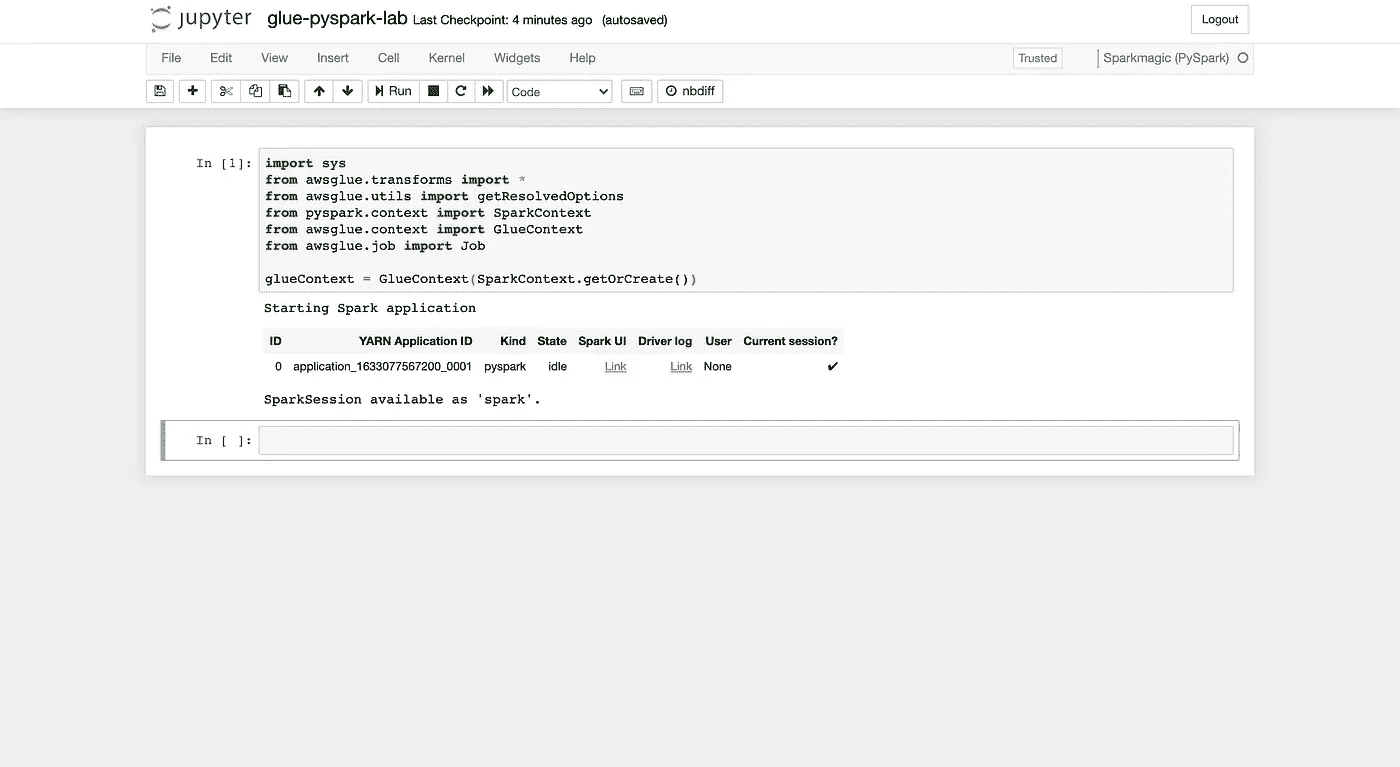 jupyter glue-pyspark-lab Last Checkpoint: 4 minutes ago (autosaved) Logout
File Edit View Insert Cell Kernel Widgets Help Trusted Sparkmagic (PySpark)
Run Code nbdiff
In [1]: import sys
from awsglue.transforms import *
from awsglue.utils import getResolvedOptions
from pyspark.context import SparkContext
from awsglue.context import GlueContext
from awsglue.job import Job
glueContext = GlueContext(SparkContext.getOrCreate())
Starting Spark application
ID YARN Application ID Kind State Spark UI Driver log User Current session?
0 application_1633077567200_0001 pyspark idle Link Link None ✔
SparkSession available as 'spark'.
In [ ]: